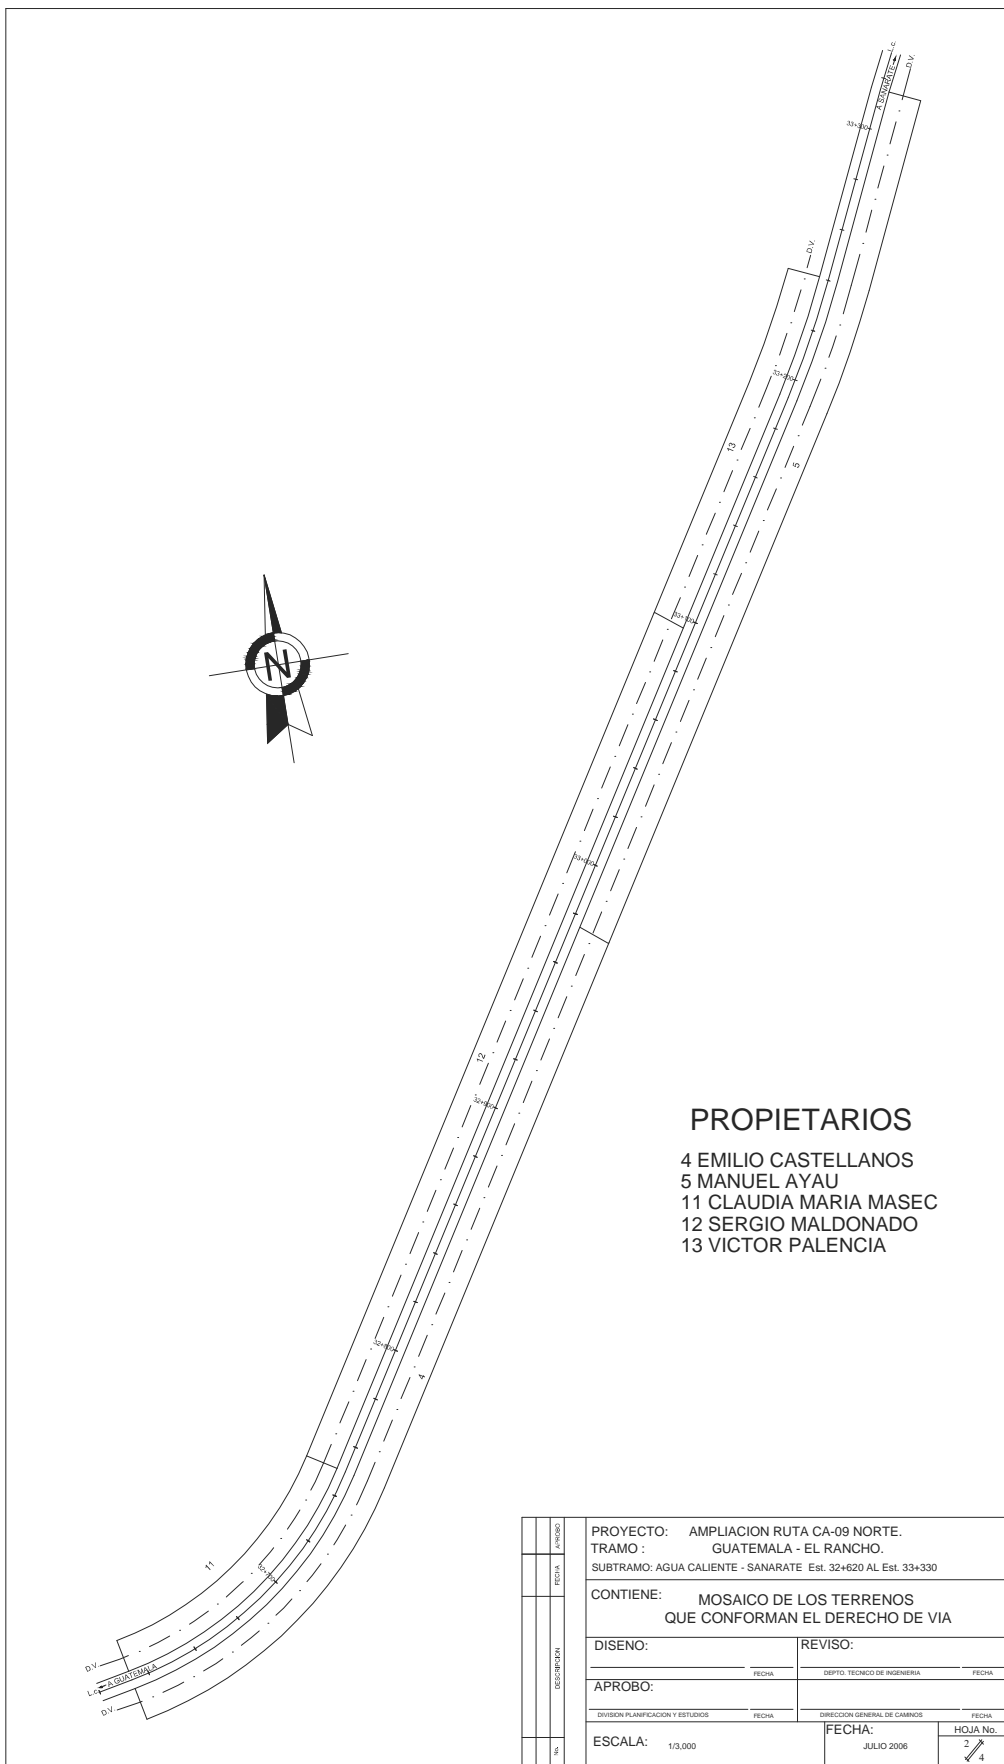 L.c.
A SANARATE
D.V.
33+300
D.V.
33+200
13
5
33+100
N
33+000
12
32+900
PROPIETARIOS
4 EMILIO CASTELLANOS
5 MANUEL AYAU
11 CLAUDIA MARIA MASEC
12 SERGIO MALDONADO
13 VICTOR PALENCIA
32+800
4
11
32+700
D.V.
A GUATEMALA
L.c.
D.V.
APROBO
FECHA
DESCRIPCION
No.
PROYECTO: AMPLIACION RUTA CA-09 NORTE.
TRAMO : GUATEMALA - EL RANCHO.
SUBTRAMO: AGUA CALIENTE - SANARATE Est. 32+620 AL Est. 33+330
CONTIENE: MOSAICO DE LOS TERRENOS
QUE CONFORMAN EL DERECHO DE VIA
DISENO: REVISO:
FECHA DEPTO. TECNICO DE INGENIERIA FECHA
APROBO:
DIVISION PLANIFICACION Y ESTUDIOS FECHA DIRECCION GENERAL DE CAMINOS FECHA
ESCALA: 1/3,000 FECHA: JULIO 2006 HOJA No. 2/4